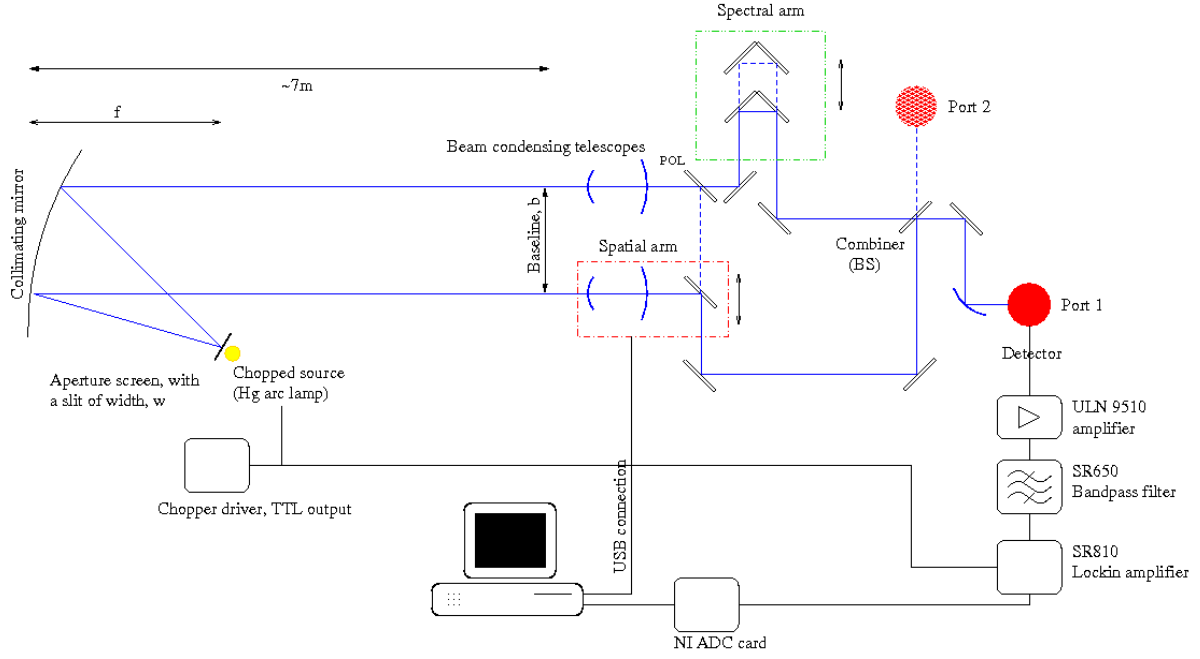 Spectral arm
~7m
f
Port 2
Beam condensing telescopes
POL
Collimating mirror
Baseline, b
Spatial arm
Combiner
(BS)
Port 1
Detector
Aperture screen, with
a slit of width, w
Chopped source
(Hg arc lamp)
ULN 9510
amplifier
SR650
Bandpass filter
Chopper driver, TTL output
USB connection
SR810
Lockin amplifier
NI ADC card